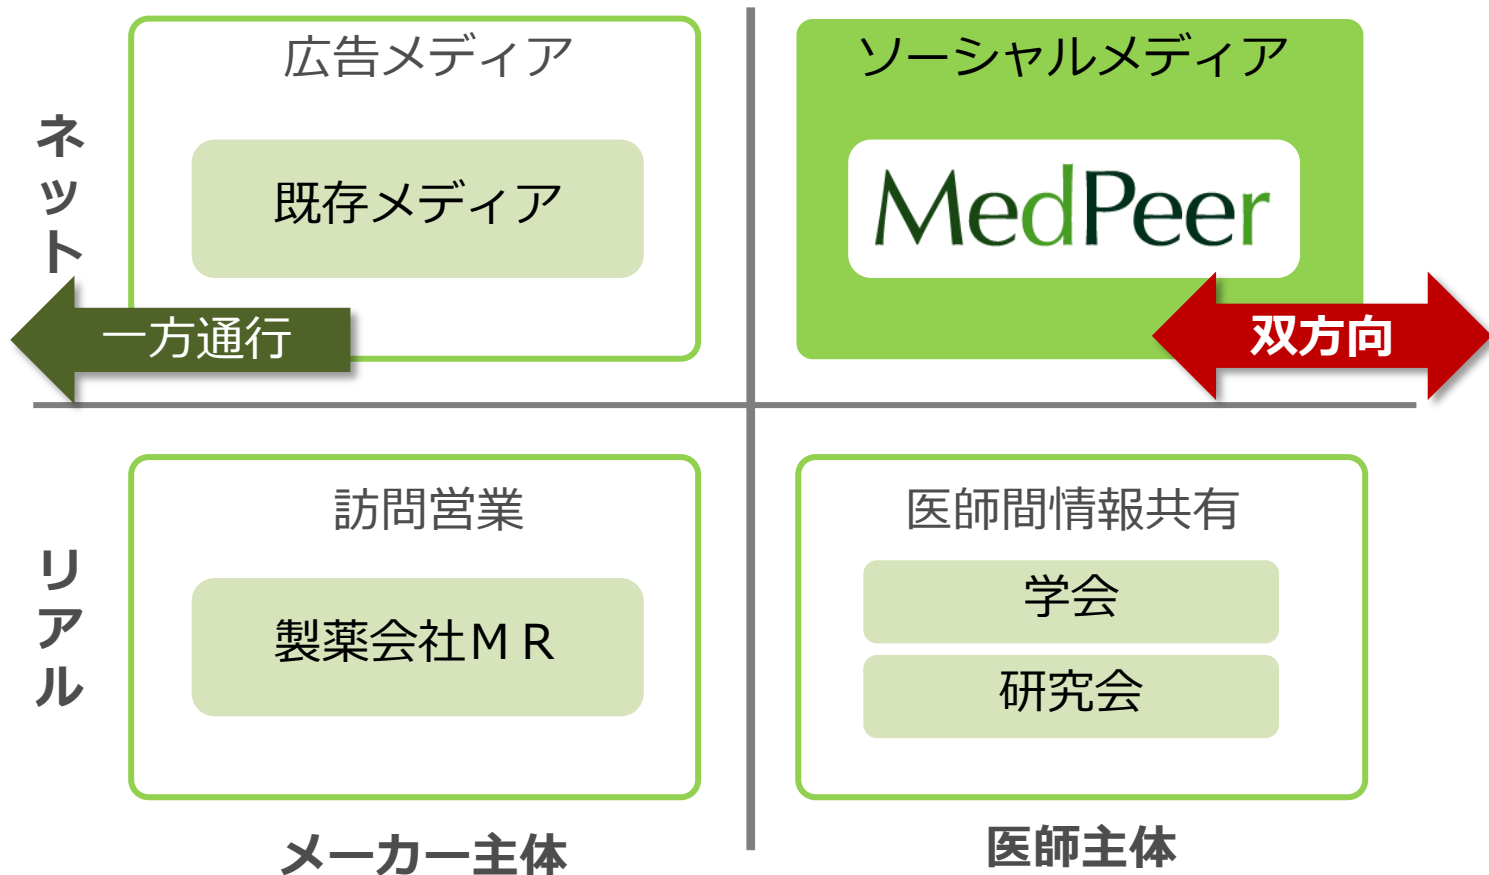 広告メディア
ソーシャルメディア
ネット
既存メディア
MedPeer
一方通行
双方向
訪問営業
医師間情報共有
リアル
製薬会社ＭＲ
学会
研究会
メーカー主体
医師主体